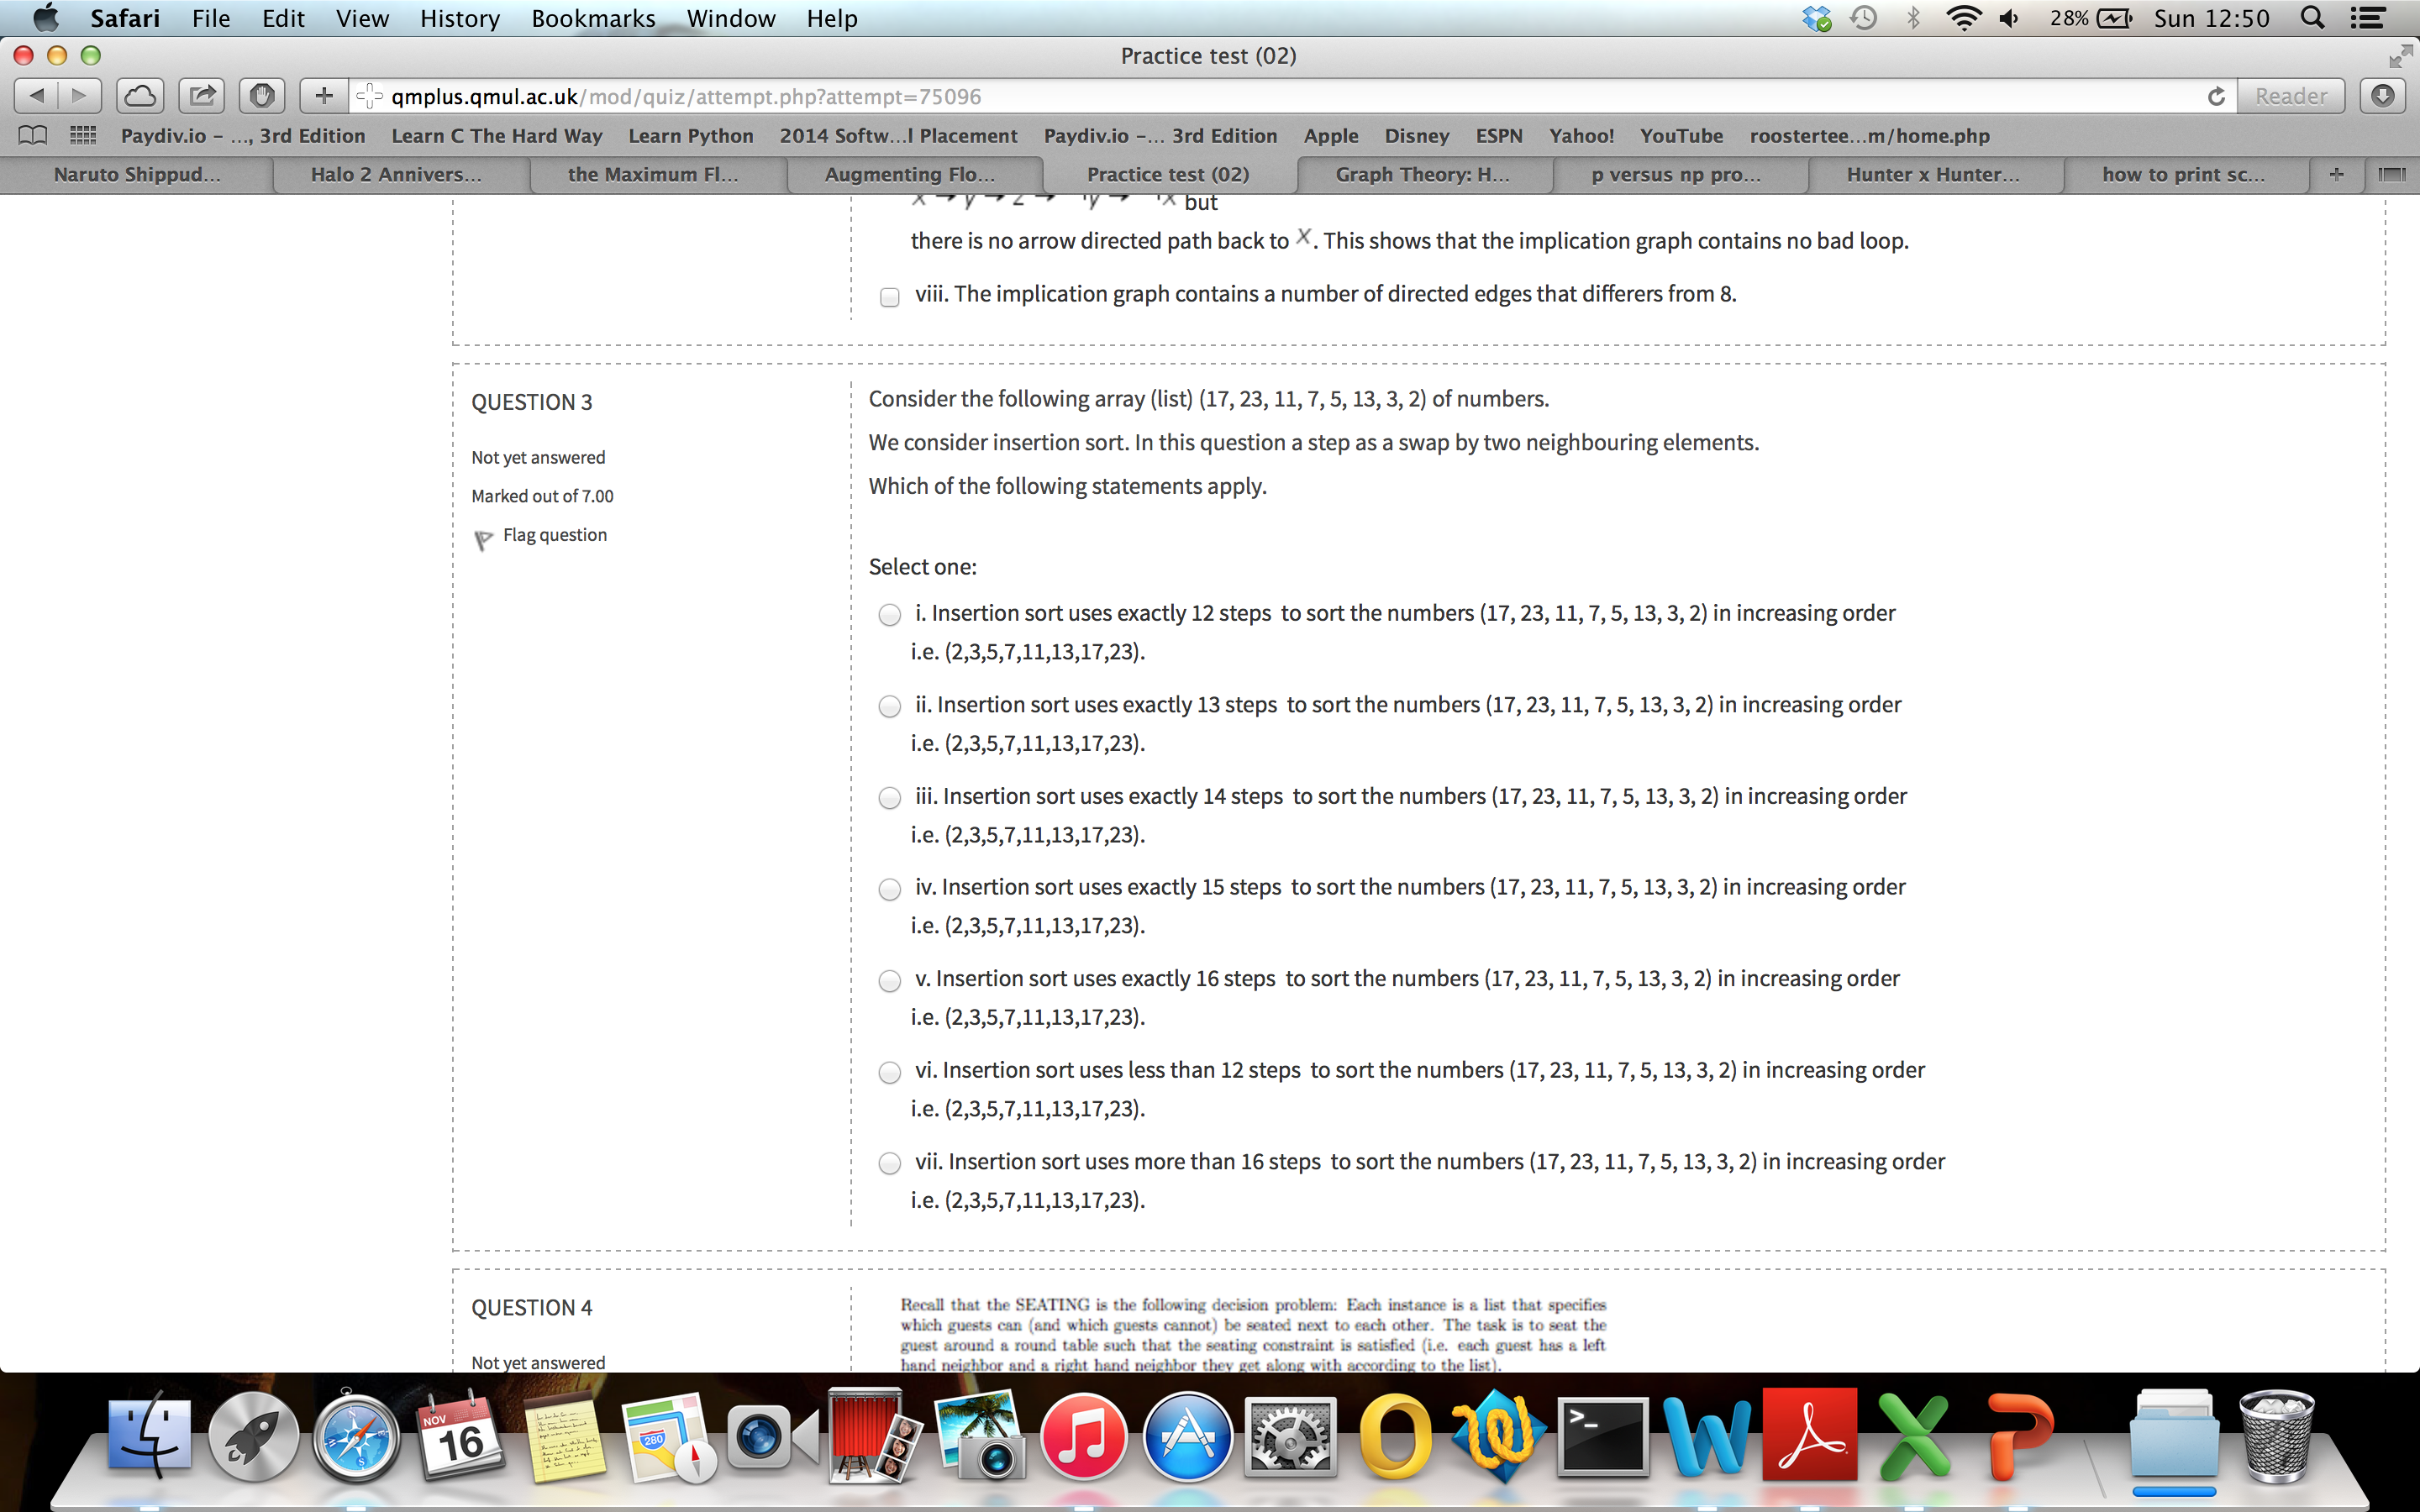 Safari File Edit View History Bookmarks Window Help 28% Sun 12:50
Practice test (02)
qmplus.qmul.ac.uk/mod/quiz/attempt.php?attempt=75096 Reader
Paydiv.io – ..., 3rd Edition Learn C The Hard Way Learn Python 2014 Softw...l Placement Paydiv.io –... 3rd Edition Apple Disney ESPN Yahoo! YouTube roostertee...m/home.php
Naruto Shippud... Halo 2 Annivers... the Maximum Fl... Augmenting Flo... Practice test (02) Graph Theory: H... p versus np pro... Hunter x Hunter... how to print sc...
but
there is no arrow directed path back to x. This shows that the implication graph contains no bad loop.
viii. The implication graph contains a number of directed edges that differers from 8.
QUESTION 3
Not yet answered
Marked out of 7.00
Flag question
Consider the following array (list) (17, 23, 11, 7, 5, 13, 3, 2) of numbers.
We consider insertion sort. In this question a step as a swap by two neighbouring elements.
Which of the following statements apply.
Select one:
i. Insertion sort uses exactly 12 steps to sort the numbers (17, 23, 11, 7, 5, 13, 3, 2) in increasing order
i.e. (2,3,5,7,11,13,17,23).
ii. Insertion sort uses exactly 13 steps to sort the numbers (17, 23, 11, 7, 5, 13, 3, 2) in increasing order
i.e. (2,3,5,7,11,13,17,23).
iii. Insertion sort uses exactly 14 steps to sort the numbers (17, 23, 11, 7, 5, 13, 3, 2) in increasing order
i.e. (2,3,5,7,11,13,17,23).
iv. Insertion sort uses exactly 15 steps to sort the numbers (17, 23, 11, 7, 5, 13, 3, 2) in increasing order
i.e. (2,3,5,7,11,13,17,23).
v. Insertion sort uses exactly 16 steps to sort the numbers (17, 23, 11, 7, 5, 13, 3, 2) in increasing order
i.e. (2,3,5,7,11,13,17,23).
vi. Insertion sort uses less than 12 steps to sort the numbers (17, 23, 11, 7, 5, 13, 3, 2) in increasing order
i.e. (2,3,5,7,11,13,17,23).
vii. Insertion sort uses more than 16 steps to sort the numbers (17, 23, 11, 7, 5, 13, 3, 2) in increasing order
i.e. (2,3,5,7,11,13,17,23).
QUESTION 4
Not yet answered
Recall that the SEATING is the following decision problem: Each instance is a list that specifies
which guests can (and which guests cannot) be seated next to each other. The task is to seat the
guest around a round table such that the seating constraint is satisfied (i.e. each guest has a left
hand neighbor and a right hand neighbor they get along with according to the list).
NOV
16
280